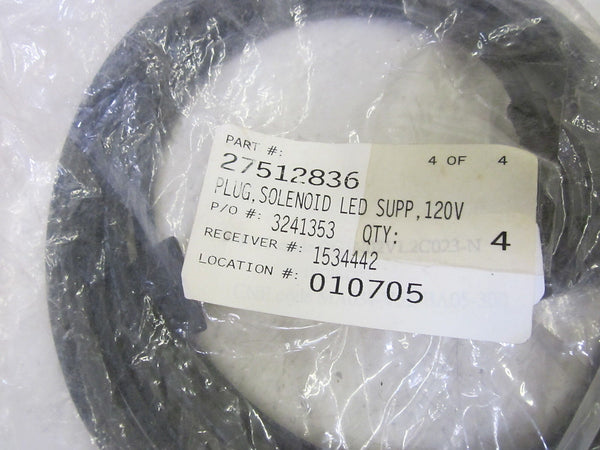 PART #:
27512836 4 OF 4
PLUG,SOLENOID LED SUPP,120V
P/O #: 3241353 QTY: 4
RECEIVER #: 1534442
LOCATION #: 010705